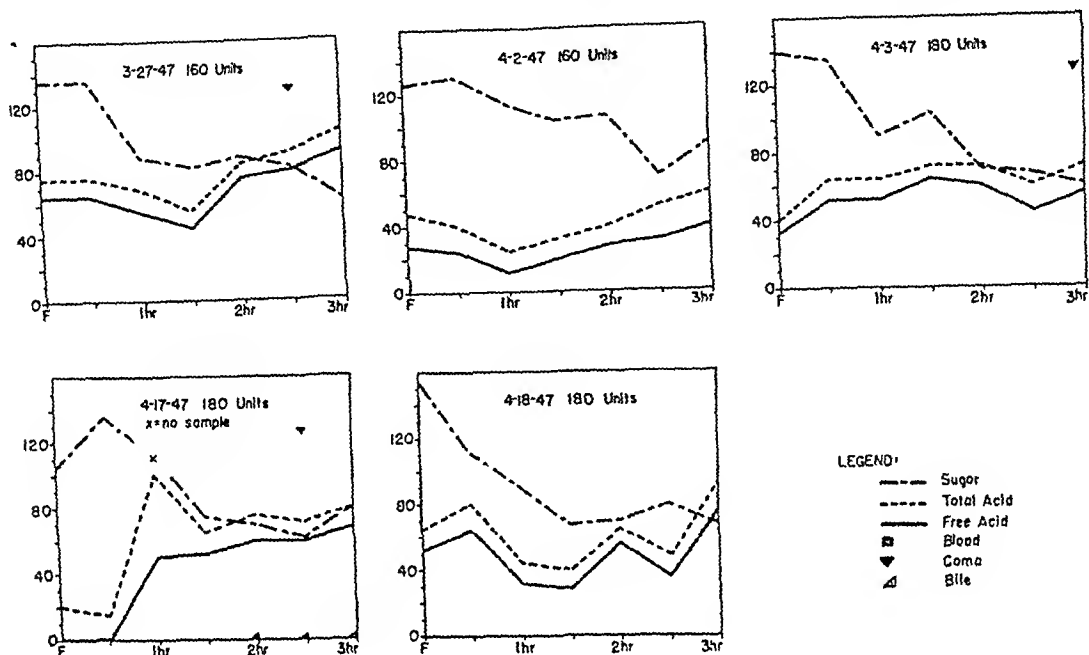 3-27-47 160 Units
120
80
40
0
F 1hr 2hr 3hr
4-2-47 160 Units
120
80
40
0
F 1hr 2hr 3hr
4-3-47 180 Units
120
80
40
0
F 1hr 2hr 3hr
4-17-47 180 Units
x=no sample
x
120
80
40
0
F 1hr 2hr 3hr
4-18-47 180 Units
120
80
40
0
F 1hr 2hr 3hr
LEGEND:
Sugar
Total Acid
Free Acid
Blood
Coma
Bile